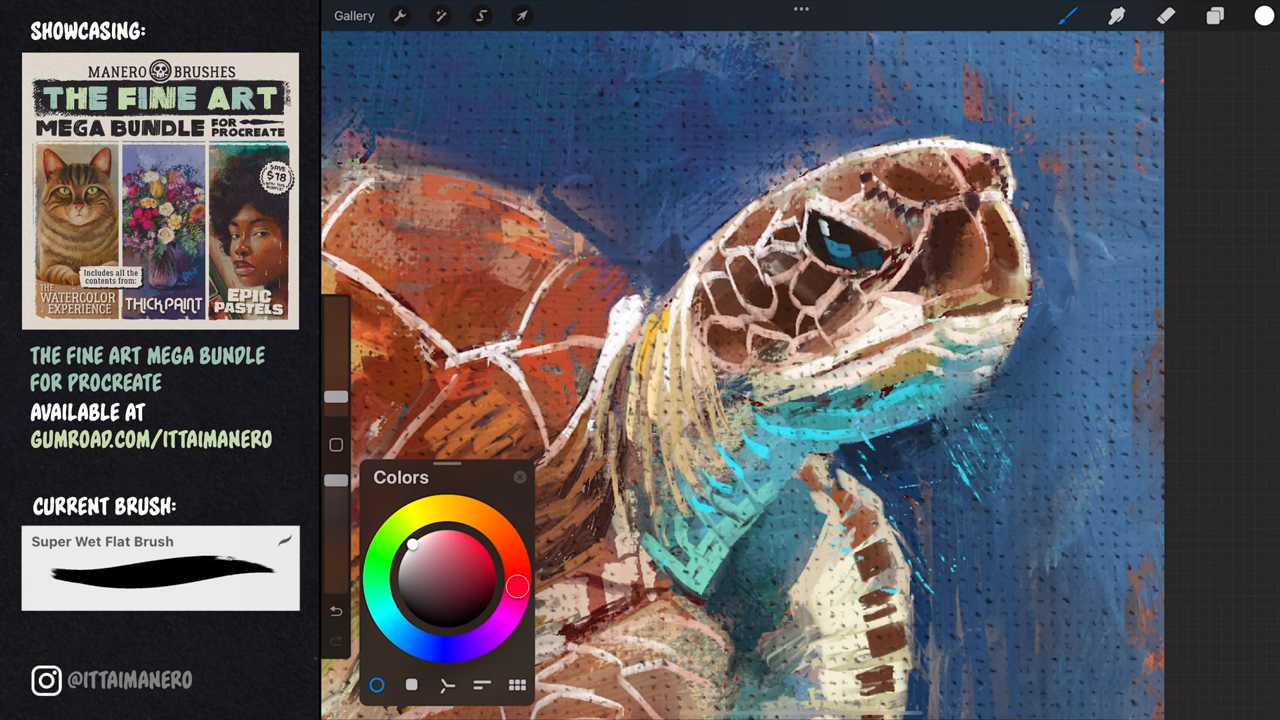 SHOWCASING:
MANERO BRUSHES
THE FINE ART
MEGA BUNDLE FOR PROCREATE
SAVE
$78
Includes all the
contents from:
THE
WATERCOLOR
EXPERIENCE
THICKPAINT
EPIC
PASTELS
THE FINE ART MEGA BUNDLE
FOR PROCREATE
AVAILABLE AT
GUMROAD.COM/ITTAIMANERO
CURRENT BRUSH:
Super Wet Flat Brush
@ITTAIMANERO
Gallery
Colors